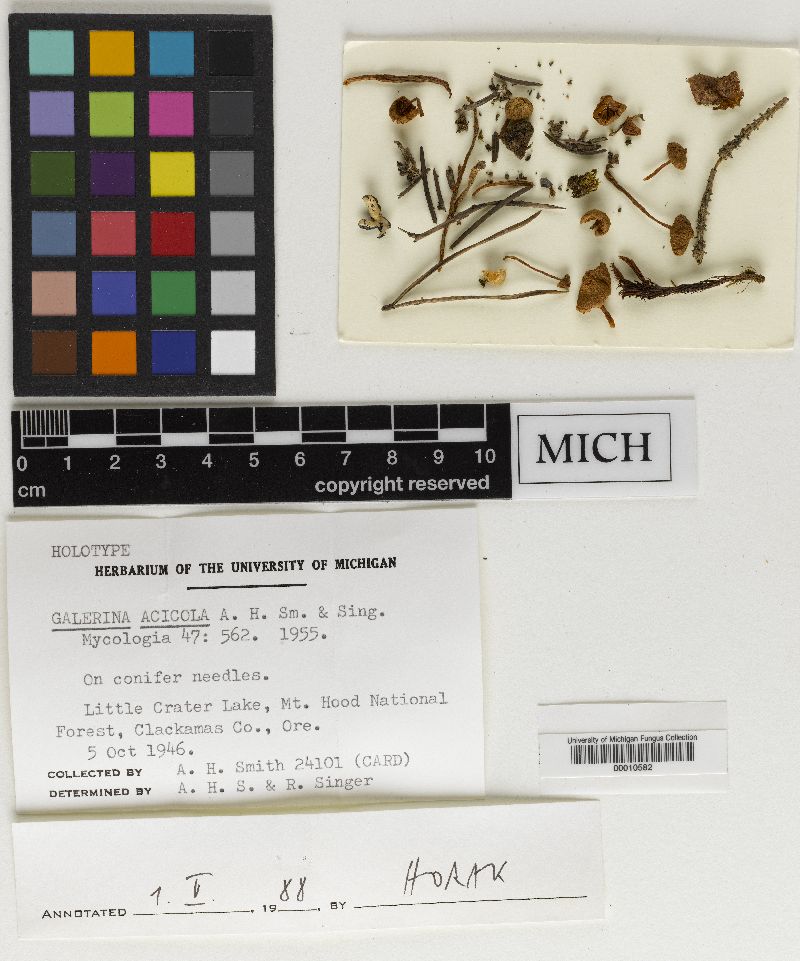 0 1 2 3 4 5 6 7 8 9 10
cm
copyright reserved
MICH
HOLOTYPE
HERBARIUM OF THE UNIVERSITY OF MICHIGAN
GALERINA ACICOLA A. H. Sm. & Sing.
Mycologia 47: 562. 1955.
On conifer needles.
Little Crater Lake, Mt. Hood National
Forest, Clackamas Co., Ore.
5 Oct 1946.
COLLECTED BY A. H. Smith 24101 (CARD)
DETERMINED BY A. H. S. & R. Singer
University of Michigan Fungus Collection
00010582
ANNOTATED 1. V. , 1988, BY HORAK